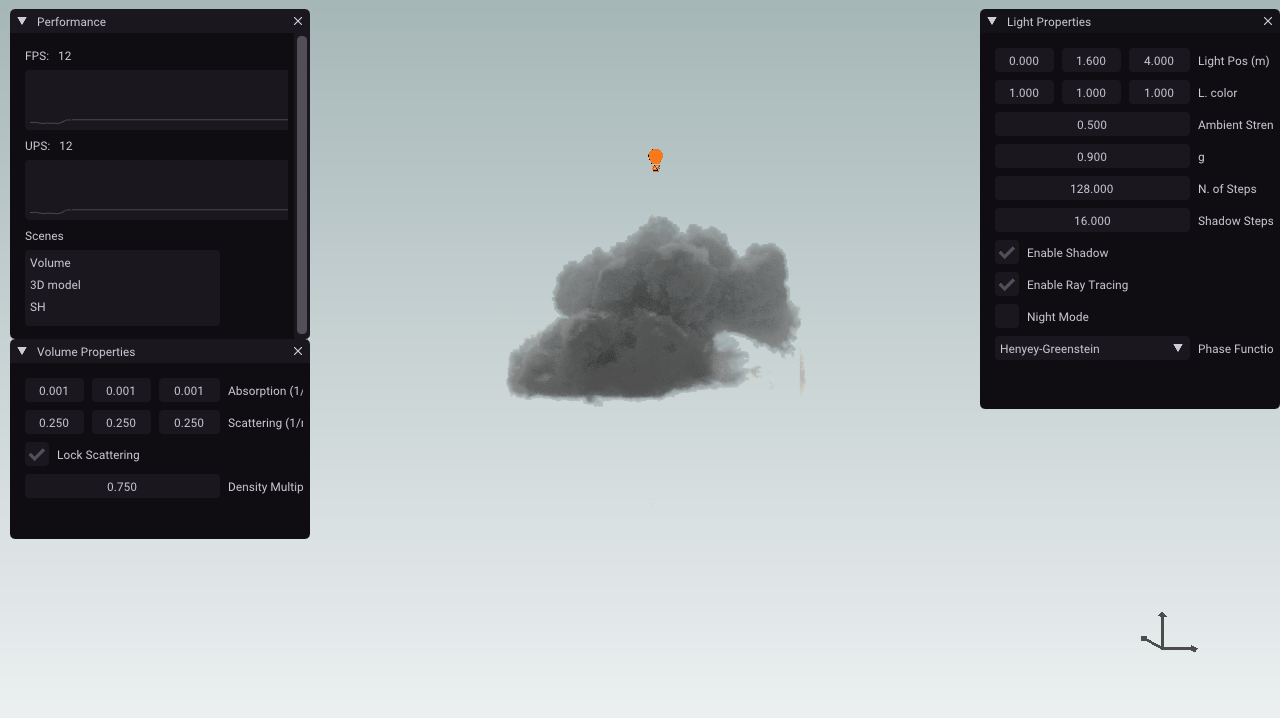 Performance
FPS: 12
UPS: 12
Scenes
Volume
3D model
SH
Volume Properties
0.001 0.001 0.001 Absorption (1/
0.250 0.250 0.250 Scattering (1/
Lock Scattering
0.750 Density Multip
Light Properties
0.000 1.600 4.000 Light Pos (m)
1.000 1.000 1.000 L. color
0.500 Ambient Stren
0.900 g
128.000 N. of Steps
16.000 Shadow Steps
Enable Shadow
Enable Ray Tracing
Night Mode
Henyey-Greenstein Phase Functio